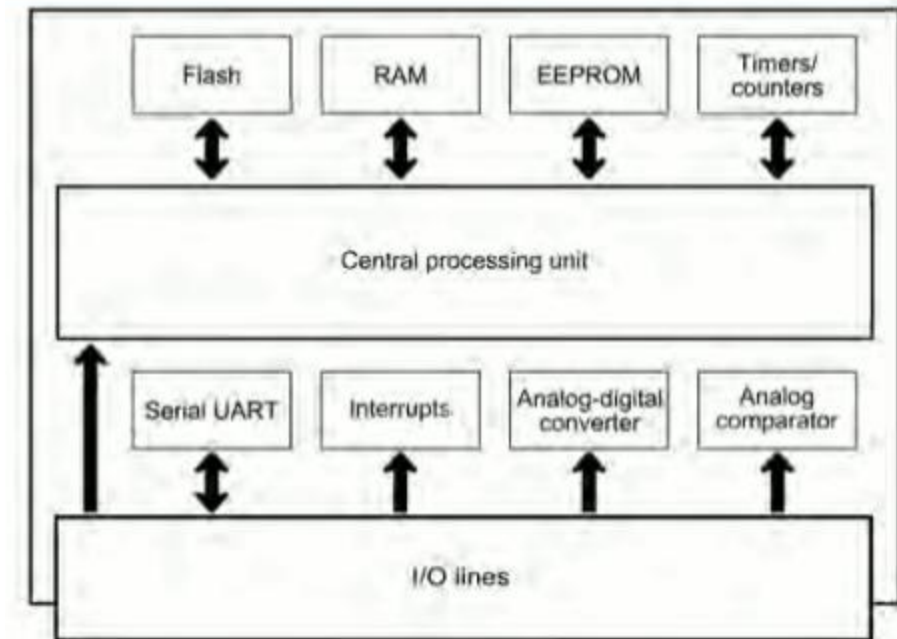 Flash
RAM
EEPROM
Timers/
counters
Central processing unit
Serial UART
Interrupts
Analog-digital
converter
Analog
comparator
I/O lines